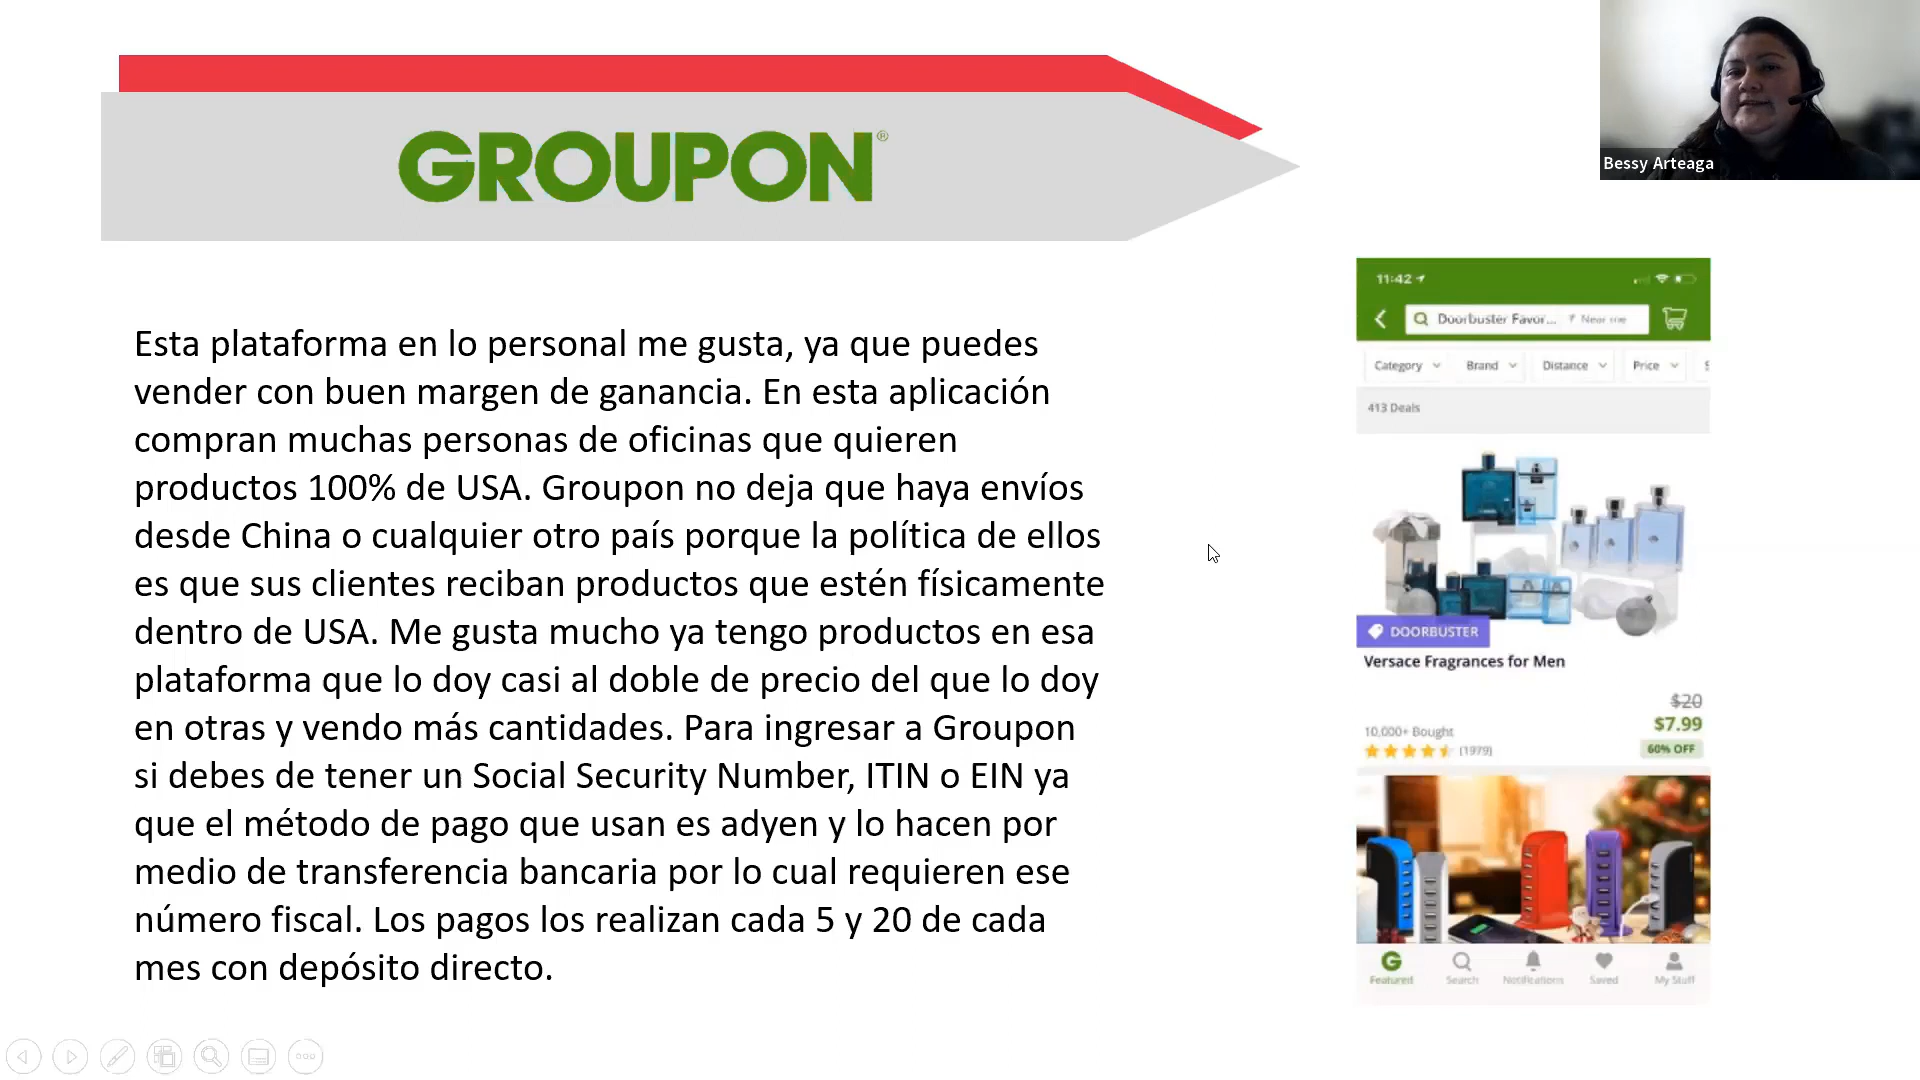 GROUPON®
Bessy Arteaga
Esta plataforma en lo personal me gusta, ya que puedes
vender con buen margen de ganancia. En esta aplicación
compran muchas personas de oficinas que quieren
productos 100% de USA. Groupon no deja que haya envíos
desde China o cualquier otro país porque la política de ellos
es que sus clientes reciban productos que estén físicamente
dentro de USA. Me gusta mucho ya tengo productos en esa
plataforma que lo doy casi al doble de precio del que lo doy
en otras y vendo más cantidades. Para ingresar a Groupon
si debes de tener un Social Security Number, ITIN o EIN ya
que el método de pago que usan es adyen y lo hacen por
medio de transferencia bancaria por lo cual requieren ese
número fiscal. Los pagos los realizan cada 5 y 20 de cada
mes con depósito directo.
11:42
Doorbuster Favor... Near me
Category Brand Distance Price S
413 Deals
DOORBUSTER
Versace Fragrances for Men
$20
$7.99
10,000+ Bought
(1979) 60% OFF
G
Featured Search Notifications Saved My Stuff